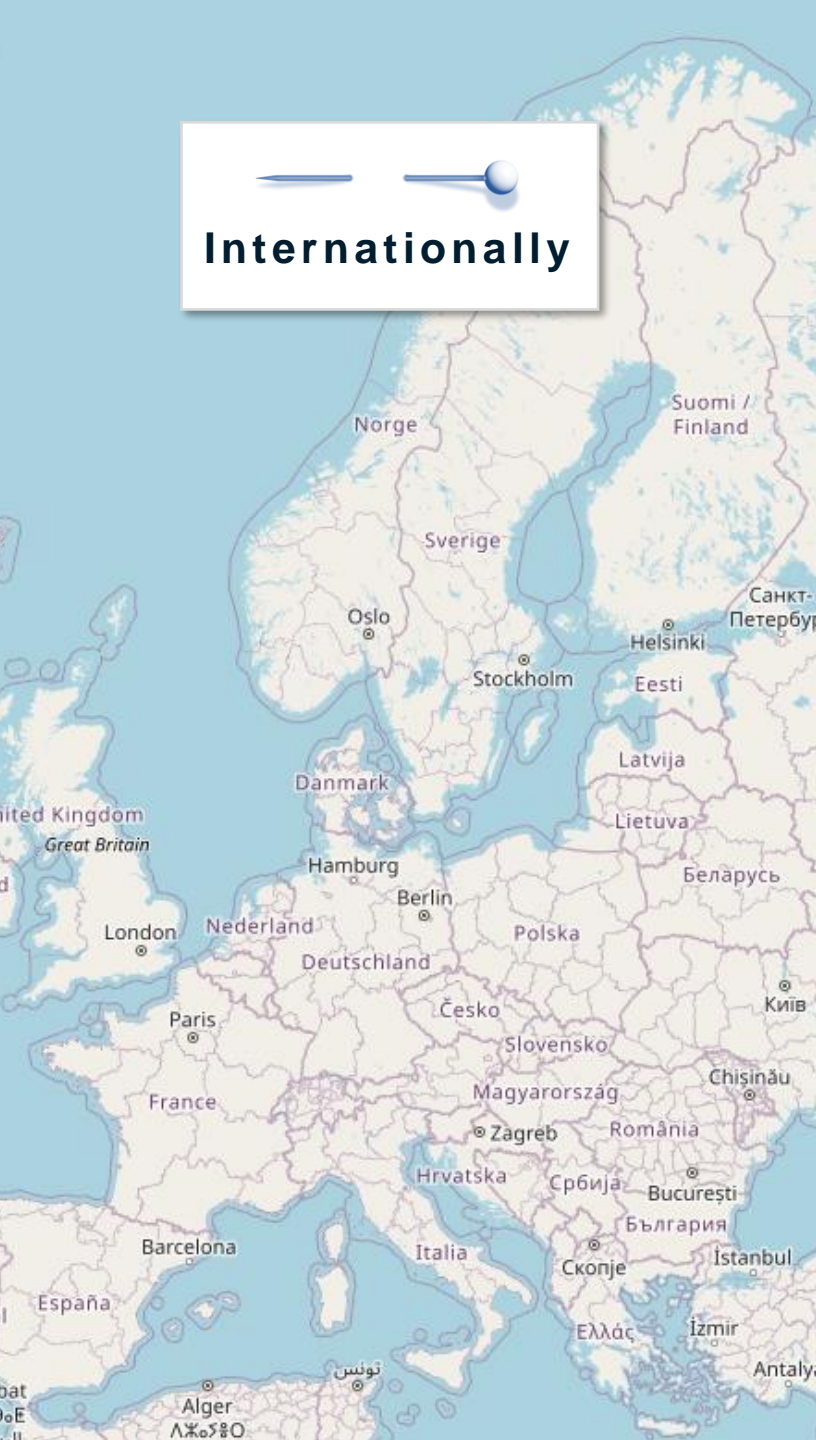 Internationally
Norge
Suomi /
Finland
Sverige
Oslo
Санкт-
Helsinki
Stockholm
Eesti
Latvija
Danmark
Kingdom
Lietuva
Great Britain
Hamburg
Беларусь
Berlin
London
Nederland
Polska
Deutschland
Київ
Česko
Paris
Slovensko
Chișinău
Magyarország
France
Zagreb
România
Hrvatska
Србија
București
България
Barcelona
Italia
İstanbul
Скопје
España
Ελλάς
İzmir
تونس
Alger